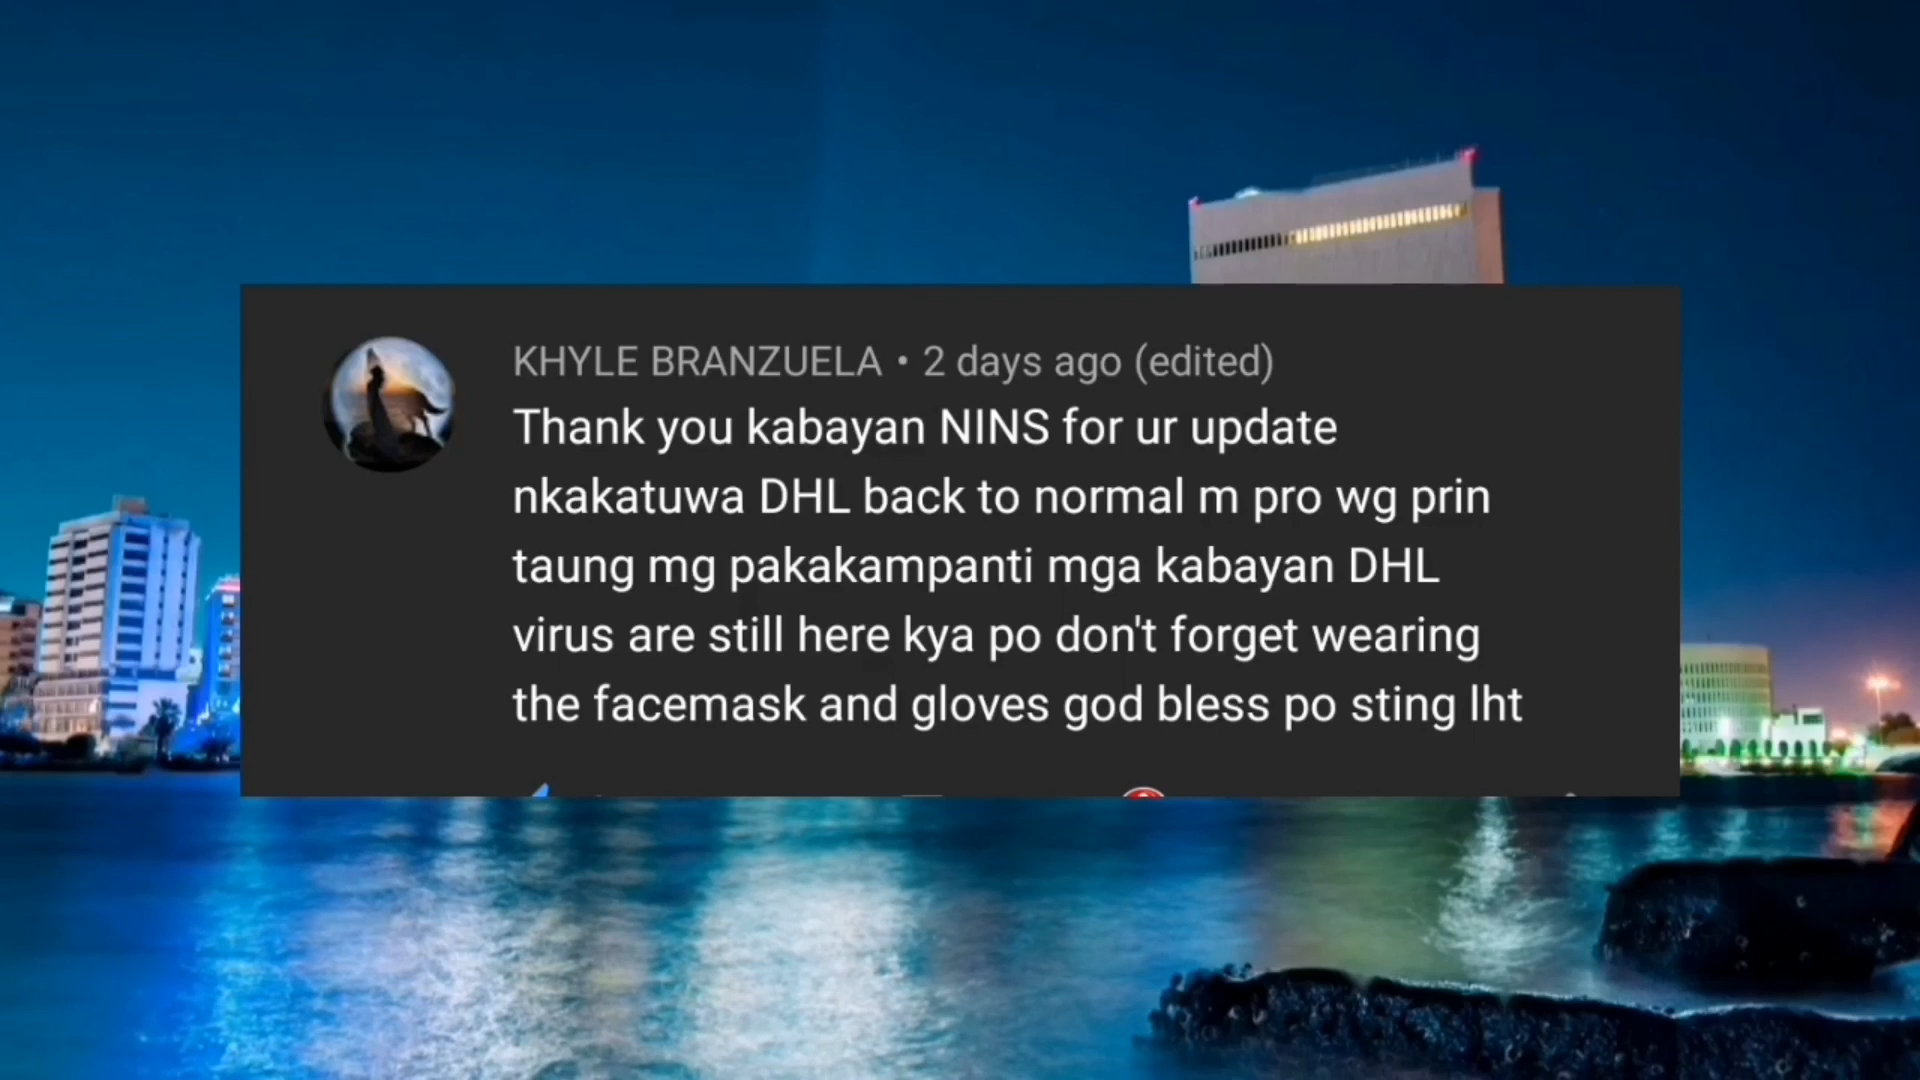 KHYLE BRANZUELA • 2 days ago (edited)
Thank you kabayan NINS for ur update
nkakatuwa DHL back to normal m pro wg prin
taung mg pakakampanti mga kabayan DHL
virus are still here kya po don't forget wearing
the facemask and gloves god bless po sting lht